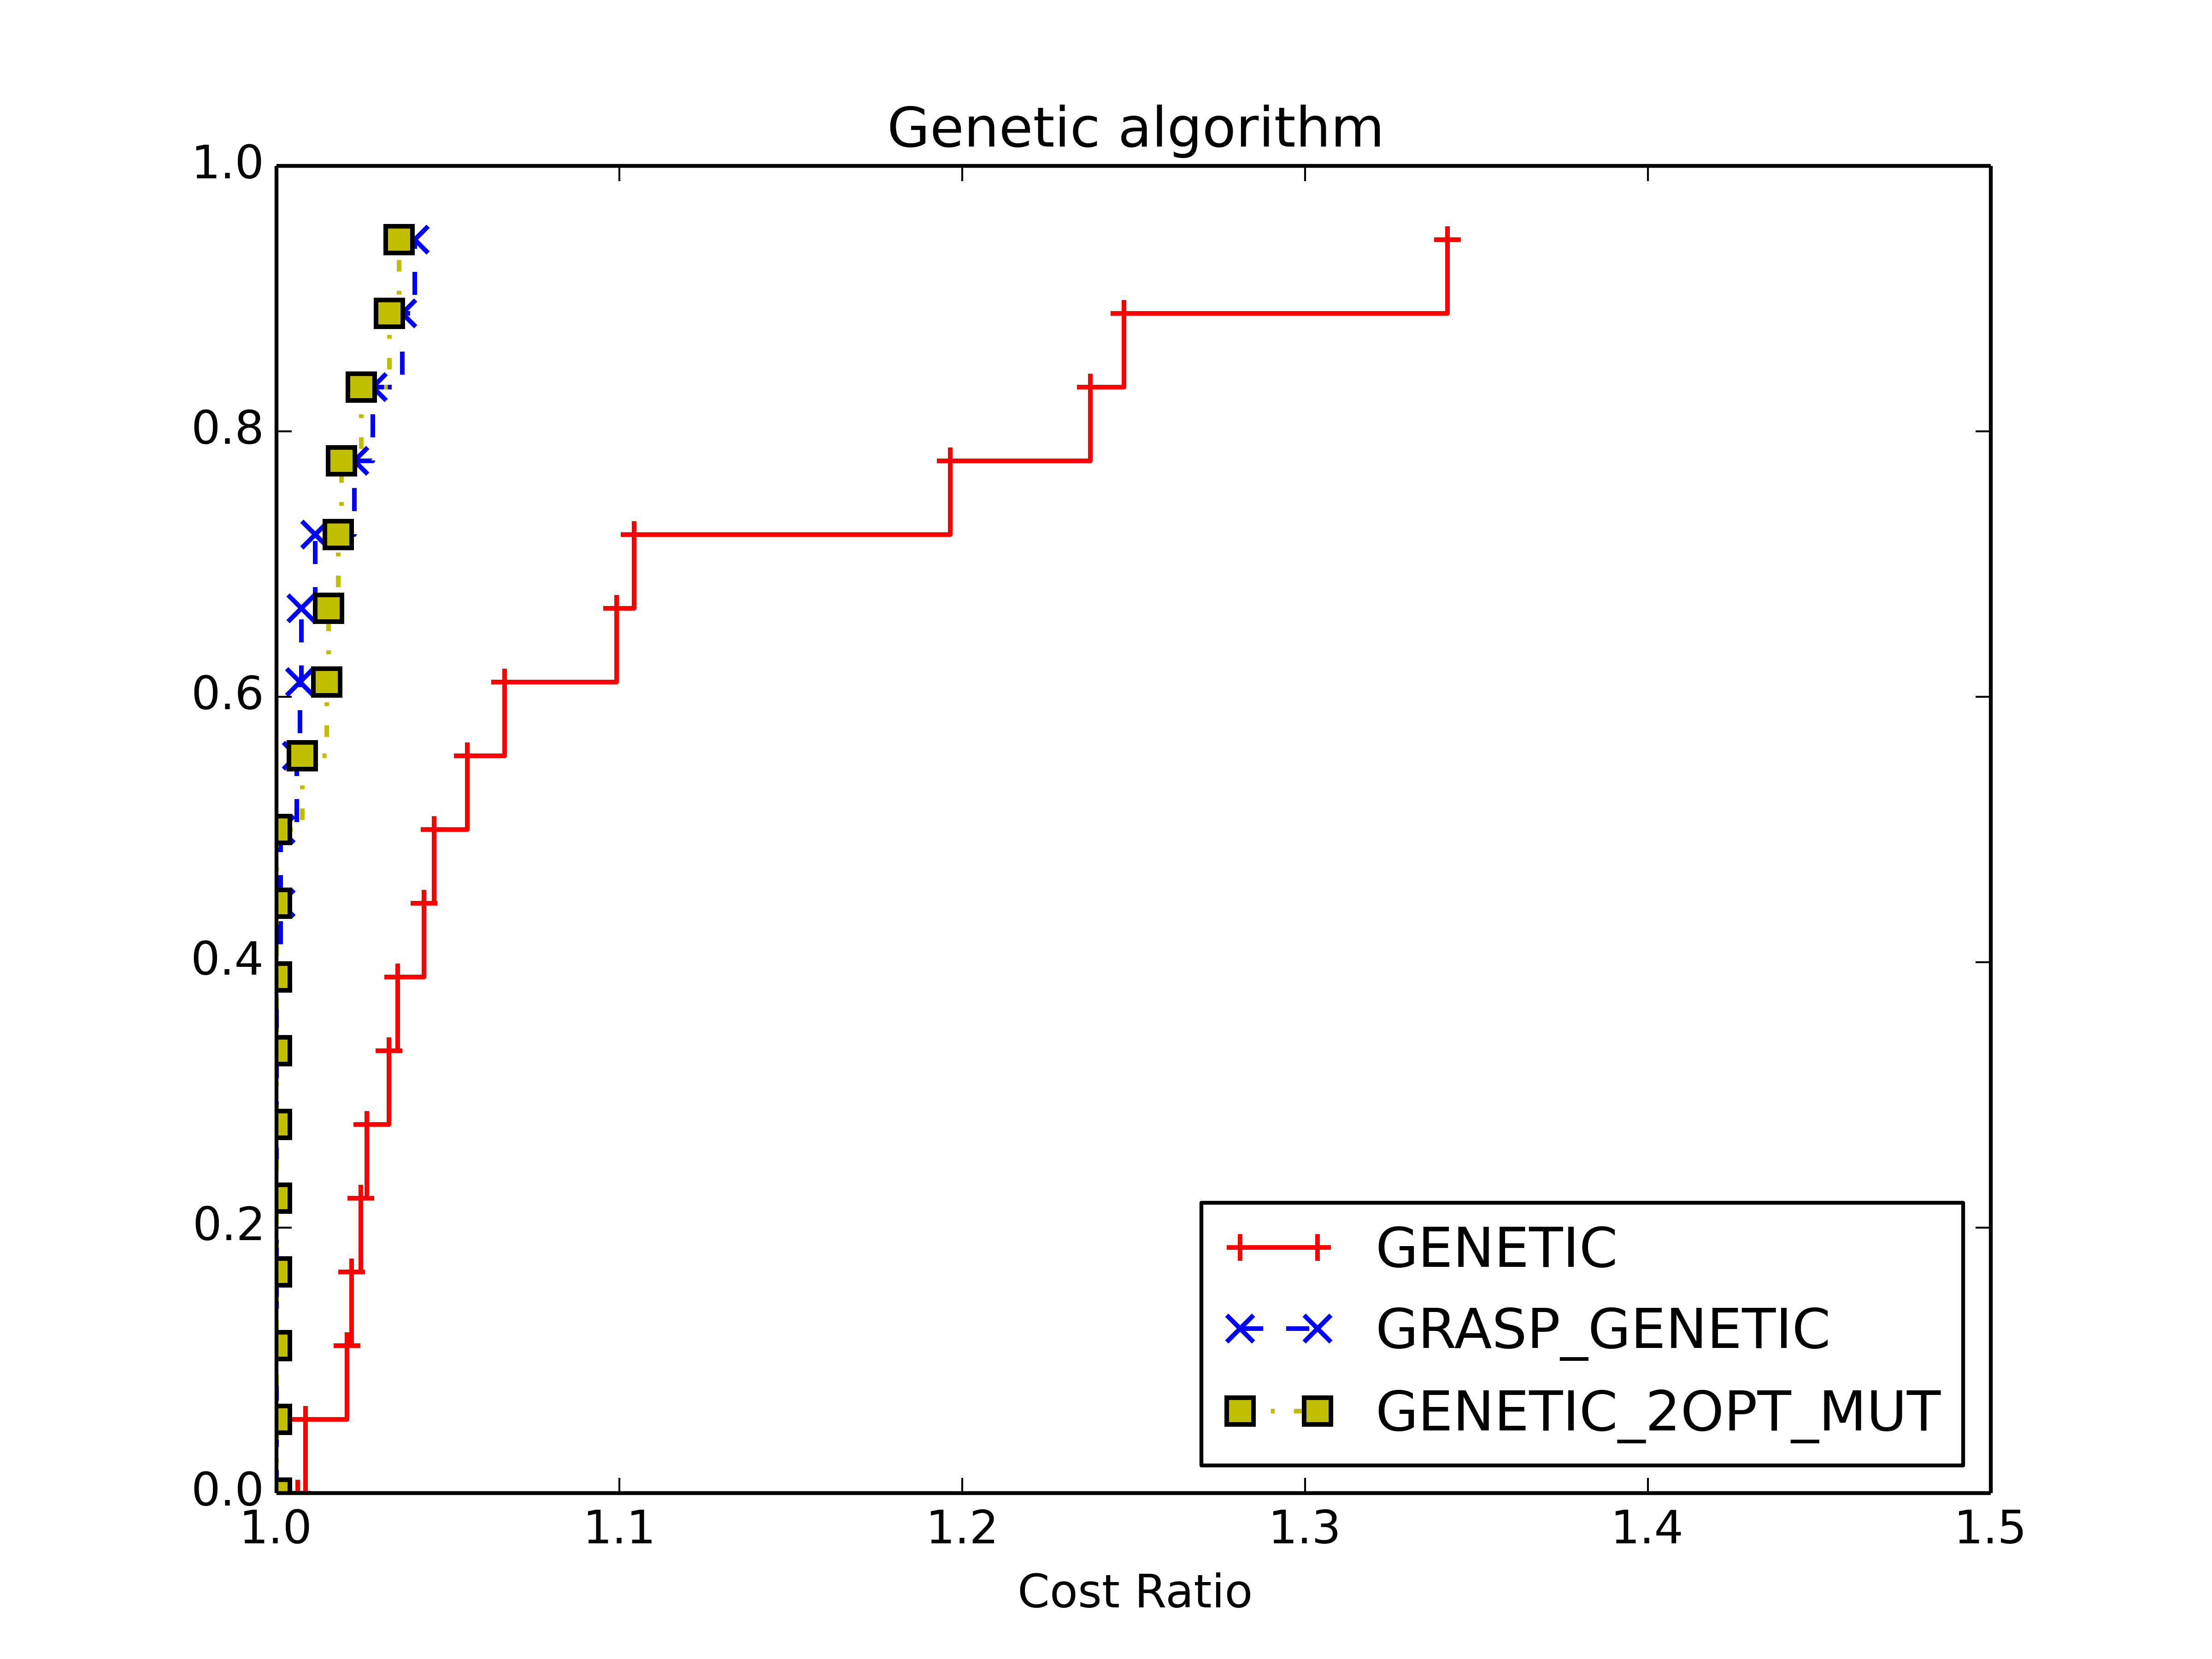 Genetic algorithm
1.0
0.8
0.6
0.4
0.2
0.0
1.0 1.1 1.2 1.3 1.4 1.5
Cost Ratio
GENETIC
GRASP_GENETIC
GENETIC_2OPT_MUT